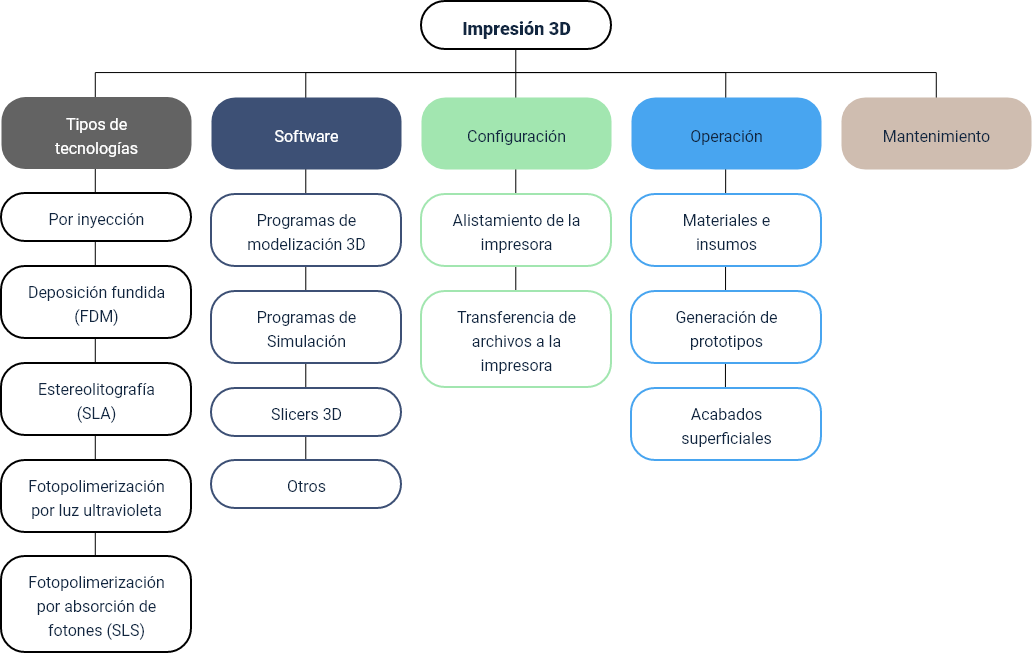 Impresión 3D
Tipos de
tecnologías
Software
Configuración
Operación
Mantenimiento
Por inyección
Deposición fundida
(FDM)
Estereolitografía
(SLA)
Fotopolimerización
por luz ultravioleta
Fotopolimerización
por absorción de
fotones (SLS)
Programas de
modelización 3D
Programas de
Simulación
Slicers 3D
Otros
Alistamiento de la
impresora
Transferencia de
archivos a la
impresora
Materiales e
insumos
Generación de
prototipos
Acabados
superficiales